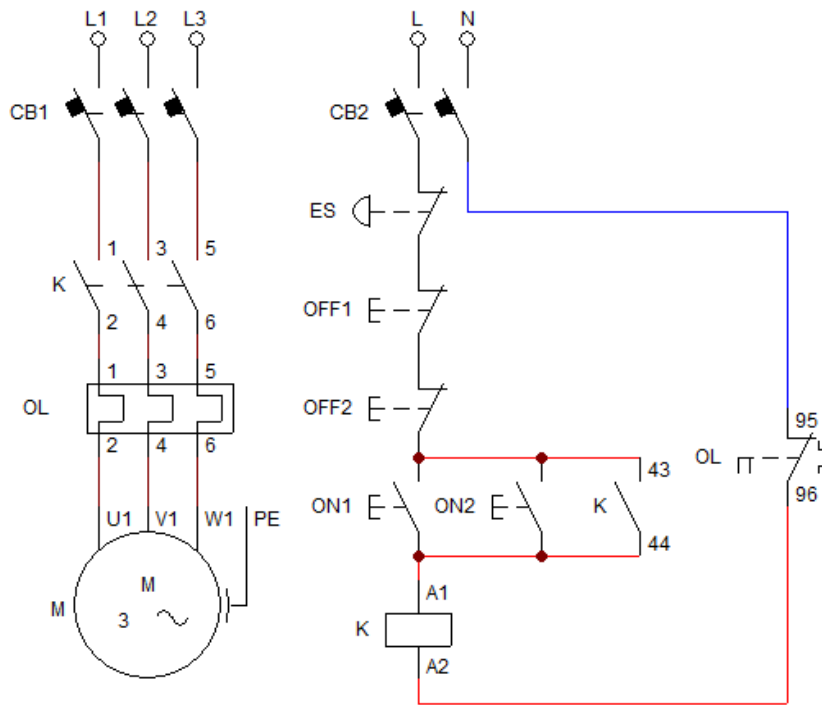 L1 L2 L3 L N
CB1 CB2
ES
1 3 5
K
OFF1
2 4 6
1 3 5
OL OFF2
2 4 6
95
43 OL
ON1 ON2 K
96
44
U1 V1 W1 PE
M
M
3
A1
K
A2